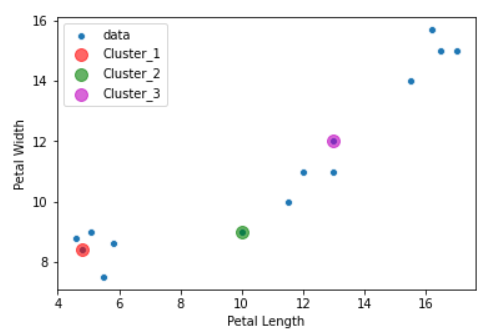 16
14
12
10
8
Petal Width
data
Cluster_1
Cluster_2
Cluster_3
4
6
8
10
12
14
16
Petal Length